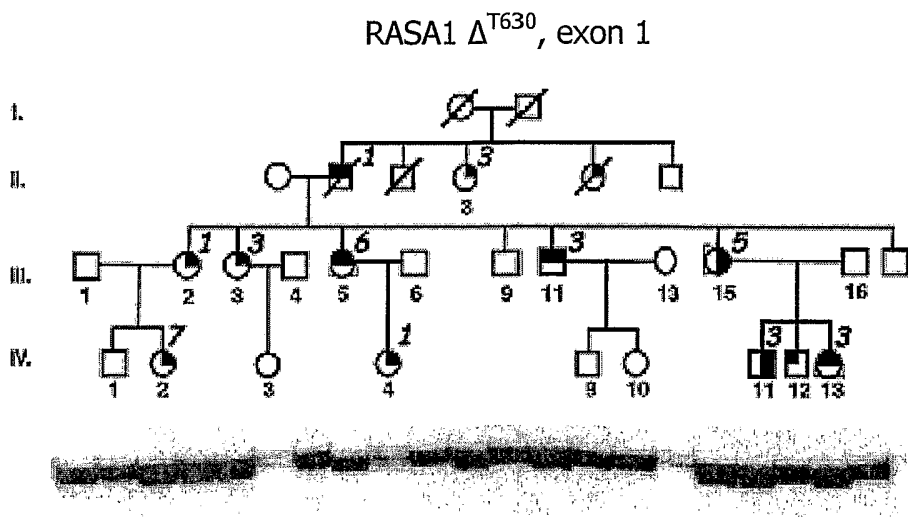 RASA1 Δ^T630, exon 1
I.
1 3
II.
8
1 3 6 3 5
III.
1 2 3 4 5 6 9 11 13 15 16
7 1 3 3
IV.
1 2 3 4 9 10 11 12 13